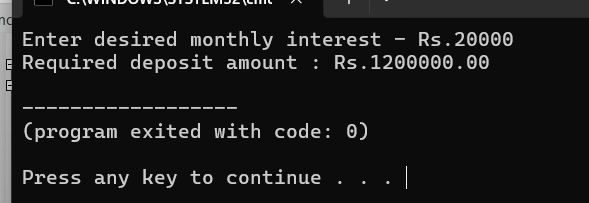 Enter desired monthly interest - Rs.20000
Required deposit amount : Rs.1200000.00
------------------
(program exited with code: 0)
Press any key to continue . . .